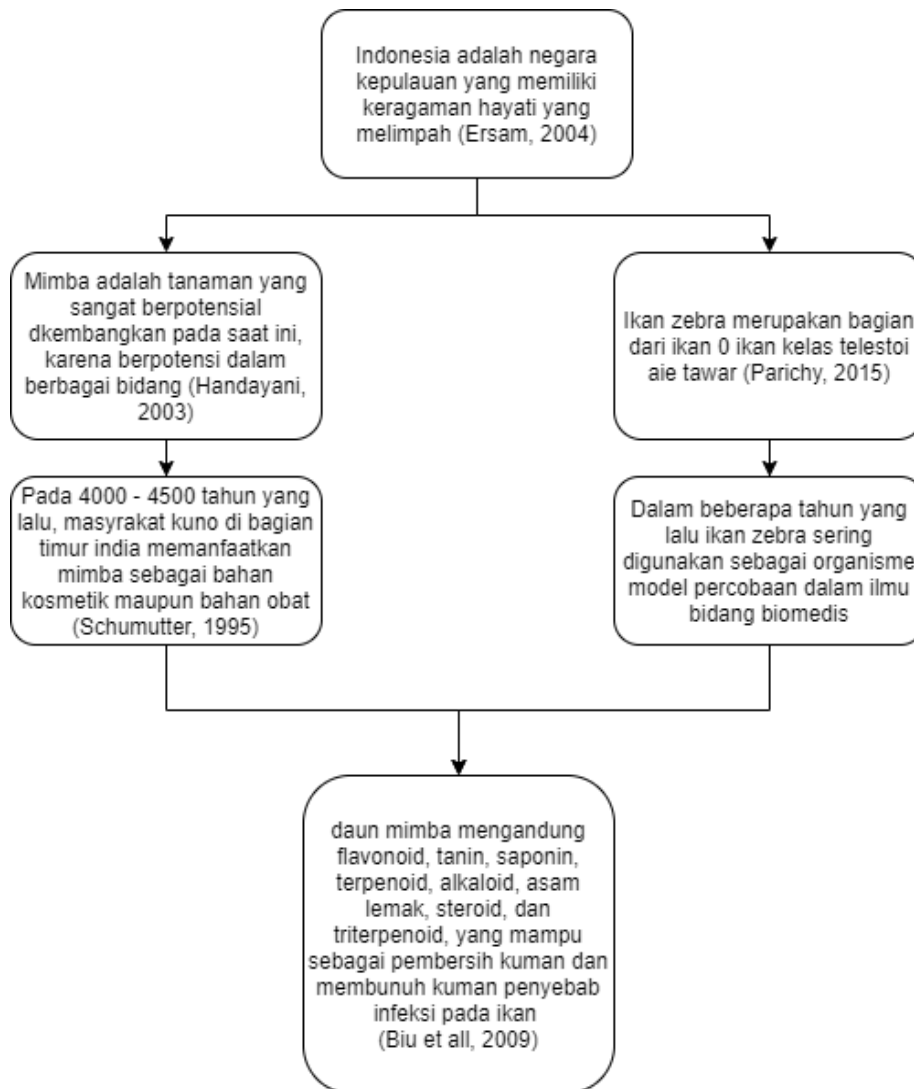 Indonesia adalah negara
kepulauan yang memiliki
keragaman hayati yang
melimpah (Ersam, 2004)
Mimba adalah tanaman yang
sangat berpotensial
dkembangkan pada saat ini,
karena berpotensi dalam
berbagai bidang (Handayani,
2003)
Ikan zebra merupakan bagian
dari ikan 0 ikan kelas telestoi
aie tawar (Parichy, 2015)
Pada 4000 - 4500 tahun yang
lalu, masyrakat kuno di bagian
timur india memanfaatkan
mimba sebagai bahan
kosmetik maupun bahan obat
(Schumutter, 1995)
Dalam beberapa tahun yang
lalu ikan zebra sering
digunakan sebagai organisme
model percobaan dalam ilmu
bidang biomedis
daun mimba mengandung
flavonoid, tanin, saponin,
terpenoid, alkaloid, asam
lemak, steroid, dan
triterpenoid, yang mampu
sebagai pembersih kuman dan
membunuh kuman penyebab
infeksi pada ikan
(Biu et all, 2009)